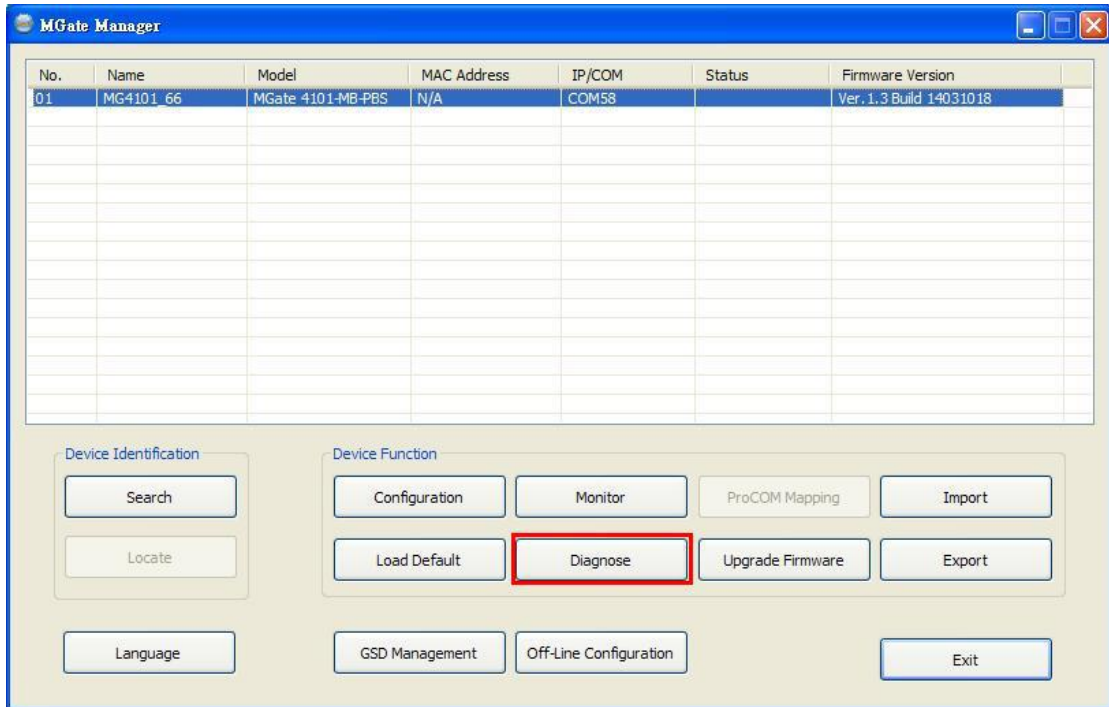 MGate Manager
No. Name Model MAC Address IP/COM Status Firmware Version
01 MG4101_66 MGate 4101-MB-PBS N/A COM58 Ver. 1.3 Build 14031018
Device Identification Device Function
Search Configuration Monitor ProCOM Mapping Import
Locate Load Default Diagnose Upgrade Firmware Export
Language GSD Management Off-Line Configuration Exit